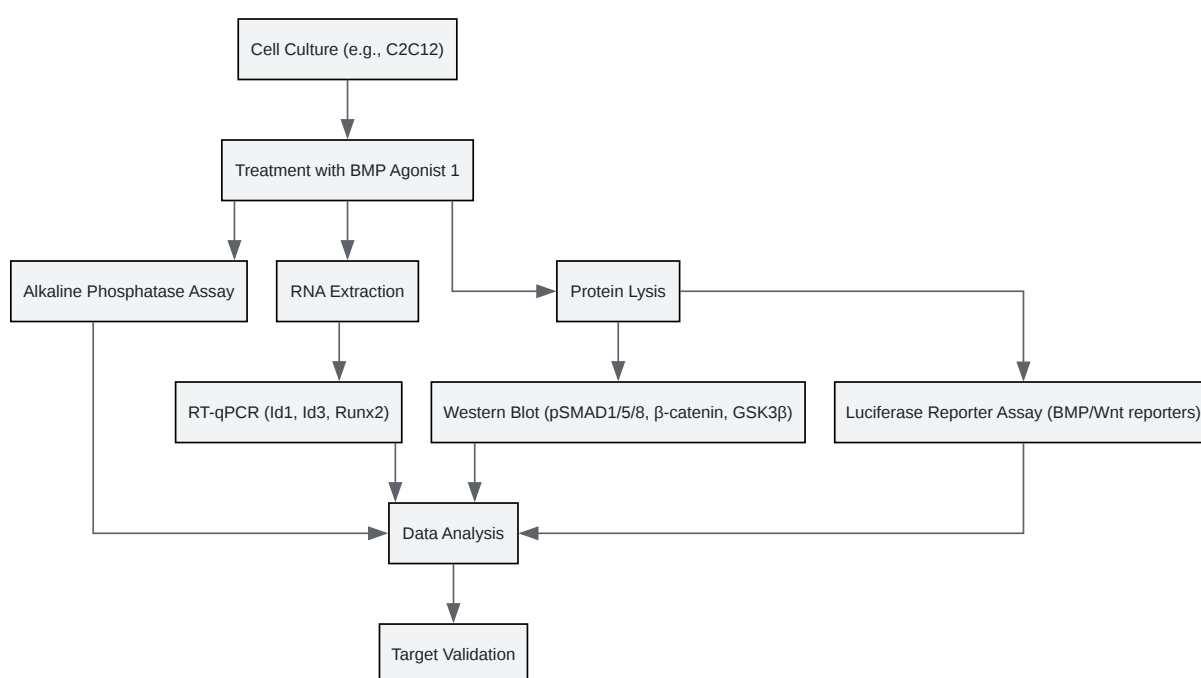 Cell Culture (e.g., C2C12)
Treatment with BMP Agonist 1
Alkaline Phosphatase Assay
RNA Extraction
Protein Lysis
RT-qPCR (Id1, Id3, Runx2)
Western Blot (pSMAD1/5/8, β-catenin, GSK3β)
Luciferase Reporter Assay (BMP/Wnt reporters)
Data Analysis
Target Validation